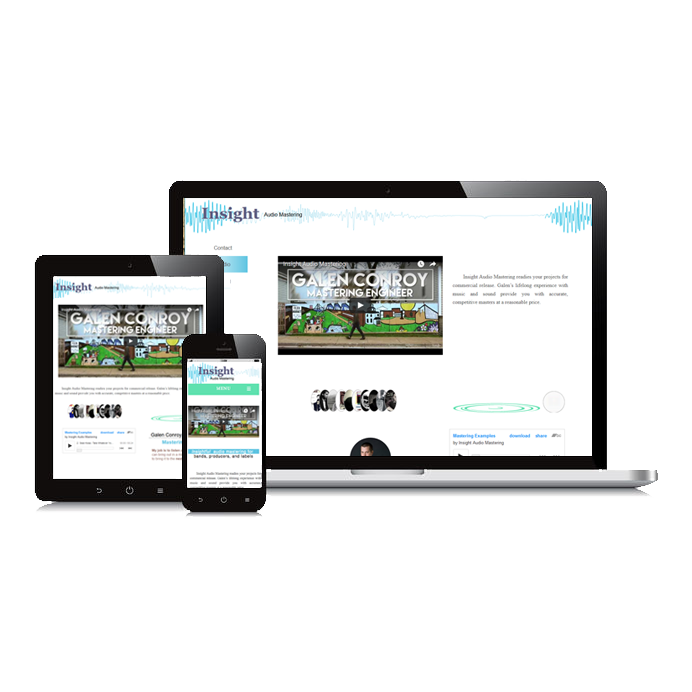 Insight Audio Mastering
Contact
Insight Audio Mastering
GALEN CONROY
MASTERING ENGINEER
Insight Audio Mastering readies your projects for
commercial release. Galen's lifelong experience with
music and sound provide you with accurate,
competitive masters at a reasonable price.
Mastering Examples download share
by Insight Audio Mastering
Insight Audio Mastering
GALEN CONROY
MASTERING ENGINEER
Insight Audio Mastering readies your projects for commercial release. Galen's lifelong experience with
music and sound provide you with accurate, competitive masters at a reasonable price.
Mastering Examples download share
by Insight Audio Mastering
Galen Conroy
Insight
Audio Mastering
MENU
insightful audio mastering for
bands, producers, and labels
Insight Audio Mastering readies your projects for
commercial release. Galen's lifelong experience with
music and sound provide you with accurate,